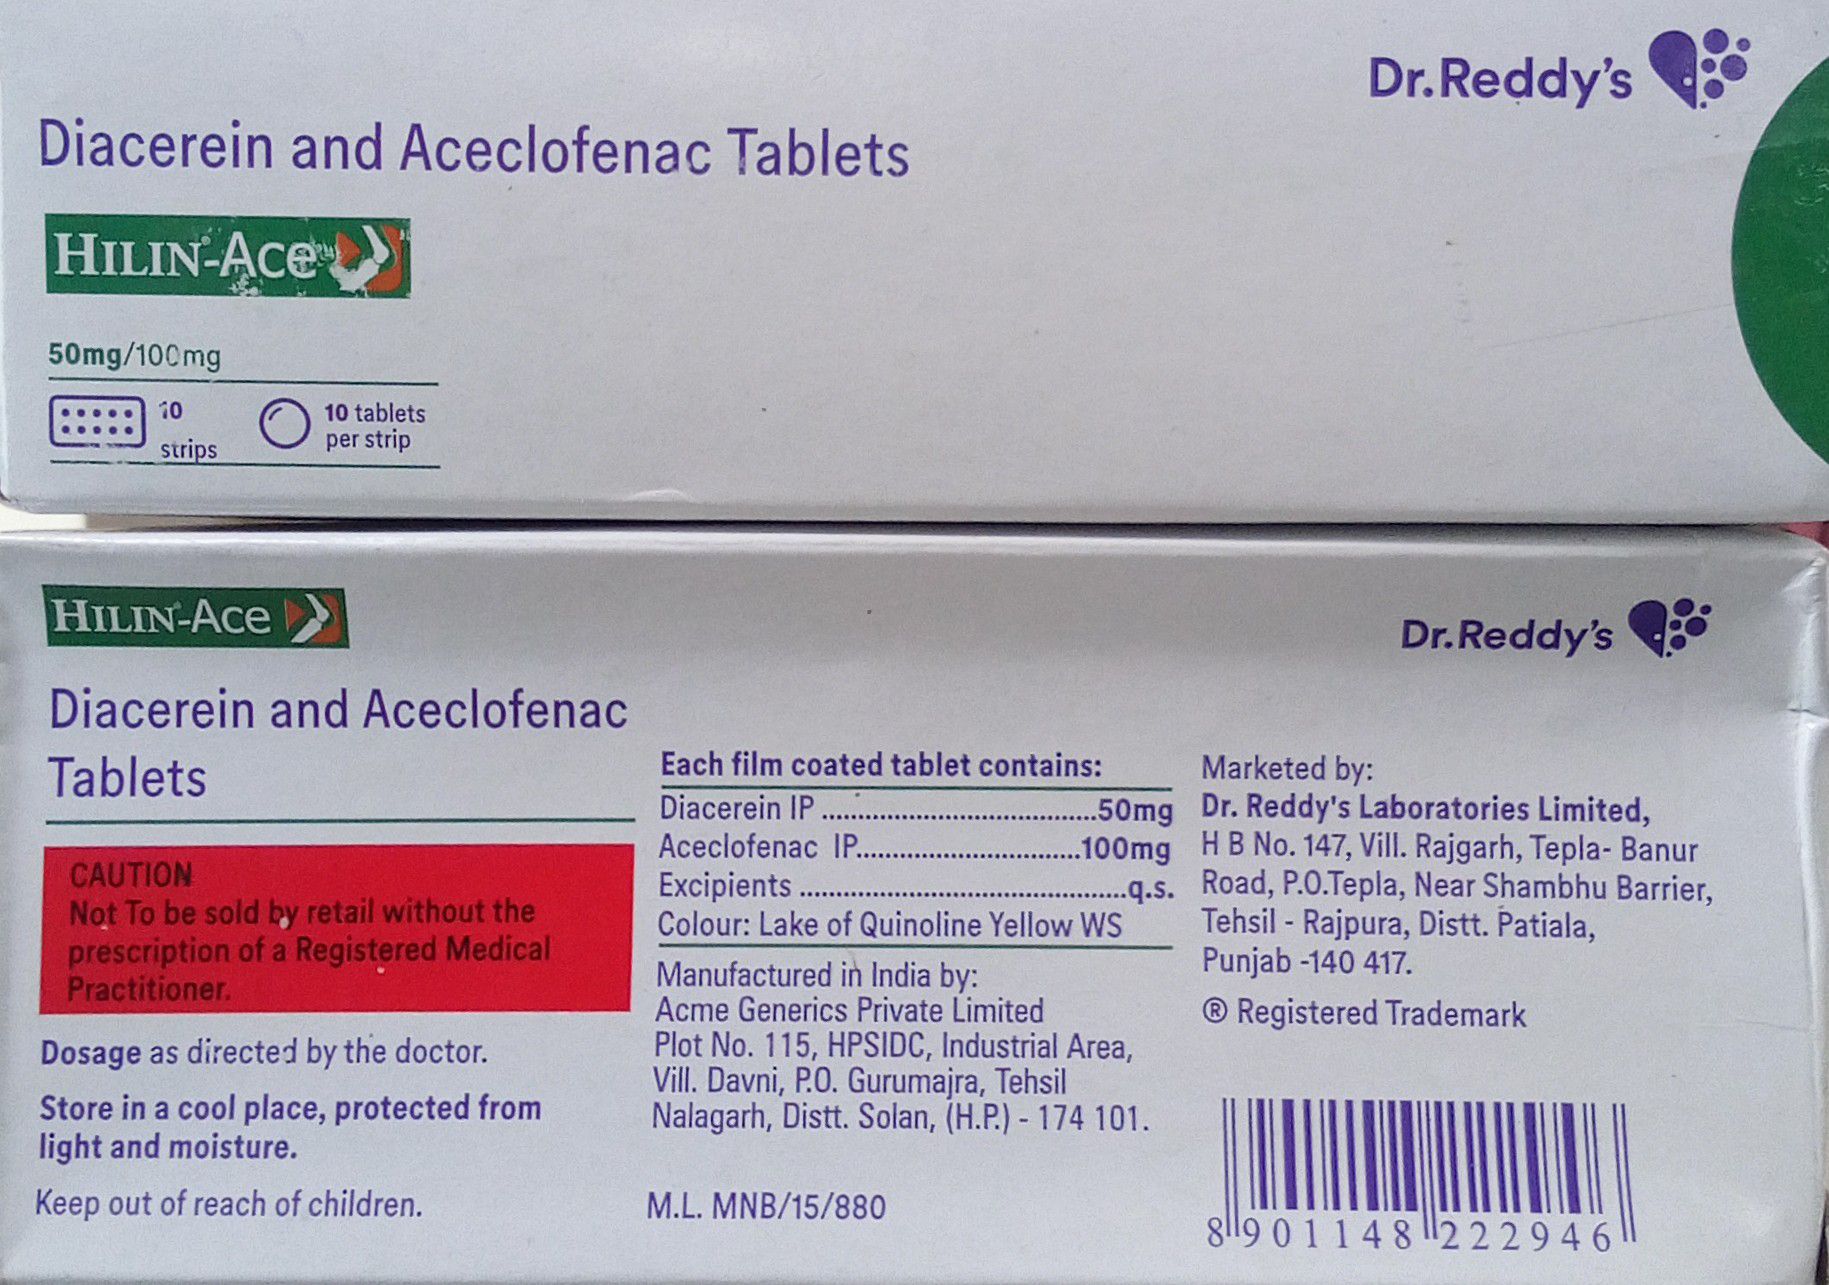 Dr.Reddy's
Diacerein and Aceclofenac Tablets
HILIN®-Ace
50mg/100mg
10
strips
10 tablets
per strip
HILIN®-Ace
Dr.Reddy's
Diacerein and Aceclofenac
Tablets
CAUTION
Not To be sold by retail without the
prescription of a Registered Medical
Practitioner.
Dosage as directed by the doctor.
Store in a cool place, protected from
light and moisture.
Keep out of reach of children.
Each film coated tablet contains:
Diacerein IP ......................................50mg
Aceclofenac IP...............................100mg
Excipients .............................................q.s.
Colour: Lake of Quinoline Yellow WS
Manufactured in India by:
Acme Generics Private Limited
Plot No. 115, HPSIDC, Industrial Area,
Vill. Davni, P.O. Gurumajra, Tehsil
Nalagarh, Distt. Solan, (H.P.) - 174 101.
M.L. MNB/15/880
Marketed by:
Dr. Reddy's Laboratories Limited,
H B No. 147, Vill. Rajgarh, Tepla- Banur
Road, P.O.Tepla, Near Shambhu Barrier,
Tehsil - Rajpura, Distt. Patiala,
Punjab -140 417.
® Registered Trademark
8 901148 222946